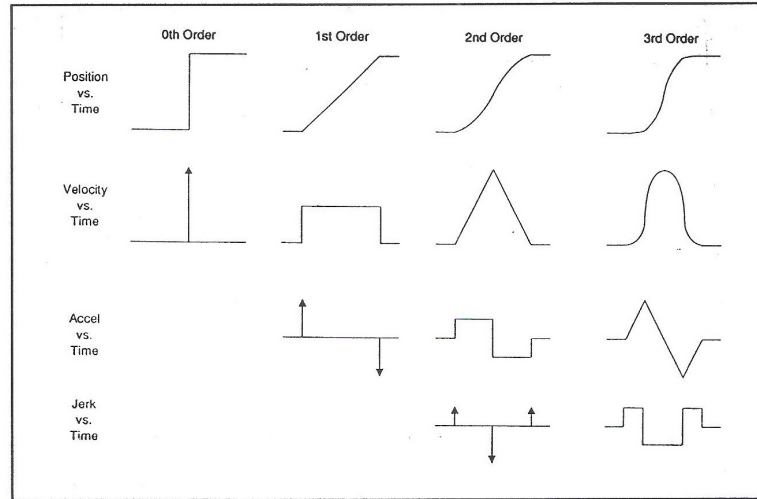 0th Order
1st Order
2nd Order
3rd Order
Position
vs.
Time
Velocity
vs.
Time
Accel
vs.
Time
Jerk
vs.
Time